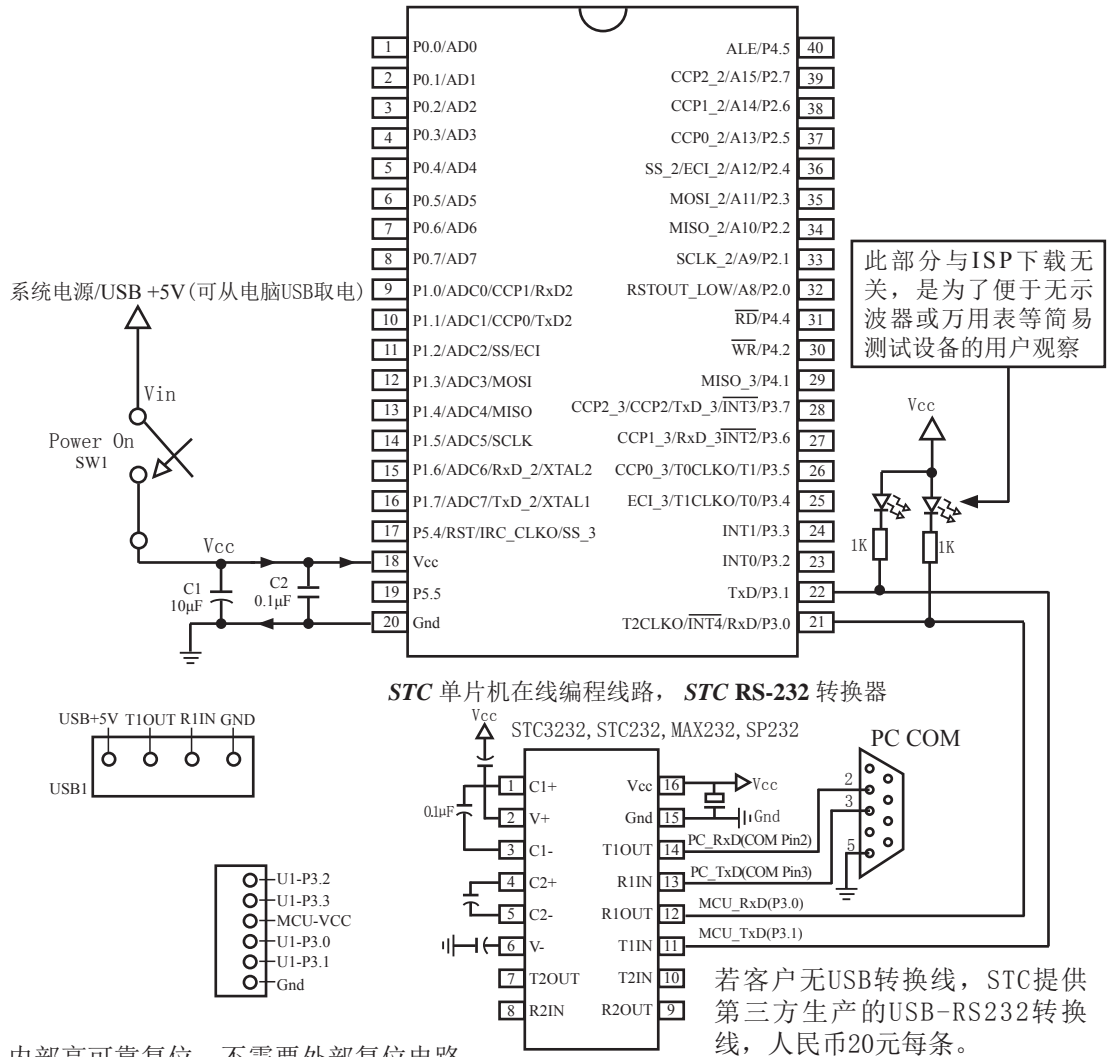 1 P0.0/AD0
2 P0.1/AD1
3 P0.2/AD2
4 P0.3/AD3
5 P0.4/AD4
6 P0.5/AD5
7 P0.6/AD6
8 P0.7/AD7
9 P1.0/ADC0/CCP1/RxD2
10 P1.1/ADC1/CCP0/TxD2
11 P1.2/ADC2/SS/ECI
12 P1.3/ADC3/MOSI
13 P1.4/ADC4/MISO
14 P1.5/ADC5/SCLK
15 P1.6/ADC6/RxD_2/XTAL2
16 P1.7/ADC7/TxD_2/XTAL1
17 P5.4/RST/IRC_CLKO/SS_3
18 Vcc
19 P5.5
20 Gnd
ALE/P4.5 40
CCP2_2/A15/P2.7 39
CCP1_2/A14/P2.6 38
CCP0_2/A13/P2.5 37
SS_2/ECI_2/A12/P2.4 36
MOSI_2/A11/P2.3 35
MISO_2/A10/P2.2 34
SCLK_2/A9/P2.1 33
RSTOUT_LOW/A8/P2.0 32
RD/P4.4 31
WR/P4.2 30
MISO_3/P4.1 29
CCP2_3/CCP2/TxD_3/INT3/P3.7 28
CCP1_3/RxD_3INT2/P3.6 27
CCP0_3/T0CLKO/T1/P3.5 26
ECI_3/T1CLKO/T0/P3.4 25
INT1/P3.3 24
INT0/P3.2 23
TxD/P3.1 22
T2CLKO/INT4/RxD/P3.0 21
系统电源/USB +5V(可从电脑USB取电)
Vin
Power On
SW1
Vcc
C1
10μF
C2
0.1μF
此部分与ISP下载无
关，是为了便于无示
波器或万用表等简易
测试设备的用户观察
Vcc
1K
1K
STC 单片机在线编程线路， STC RS-232 转换器
STC3232,STC232,MAX232,SP232
USB+5V T1OUT R1IN GND
USB1
U1-P3.2
U1-P3.3
MCU-VCC
U1-P3.0
U1-P3.1
Gnd
Vcc
0.1μF
1 C1+
2 V+
3 C1-
4 C2+
5 C2-
6 V-
7 T2OUT
8 R2IN
Vcc 16
Gnd 15
T1OUT 14
R1IN 13
R1OUT 12
T1IN 11
T2IN 10
R2OUT 9
Vcc
Gnd
PC_RxD(COM Pin2)
PC_TxD(COM Pin3)
MCU_RxD(P3.0)
MCU_TxD(P3.1)
PC COM
2
3
5
若客户无USB转换线，STC提供
第三方生产的USB-RS232转换
线，人民币20元每条。
内部高可靠复位，不需要外部复位电路